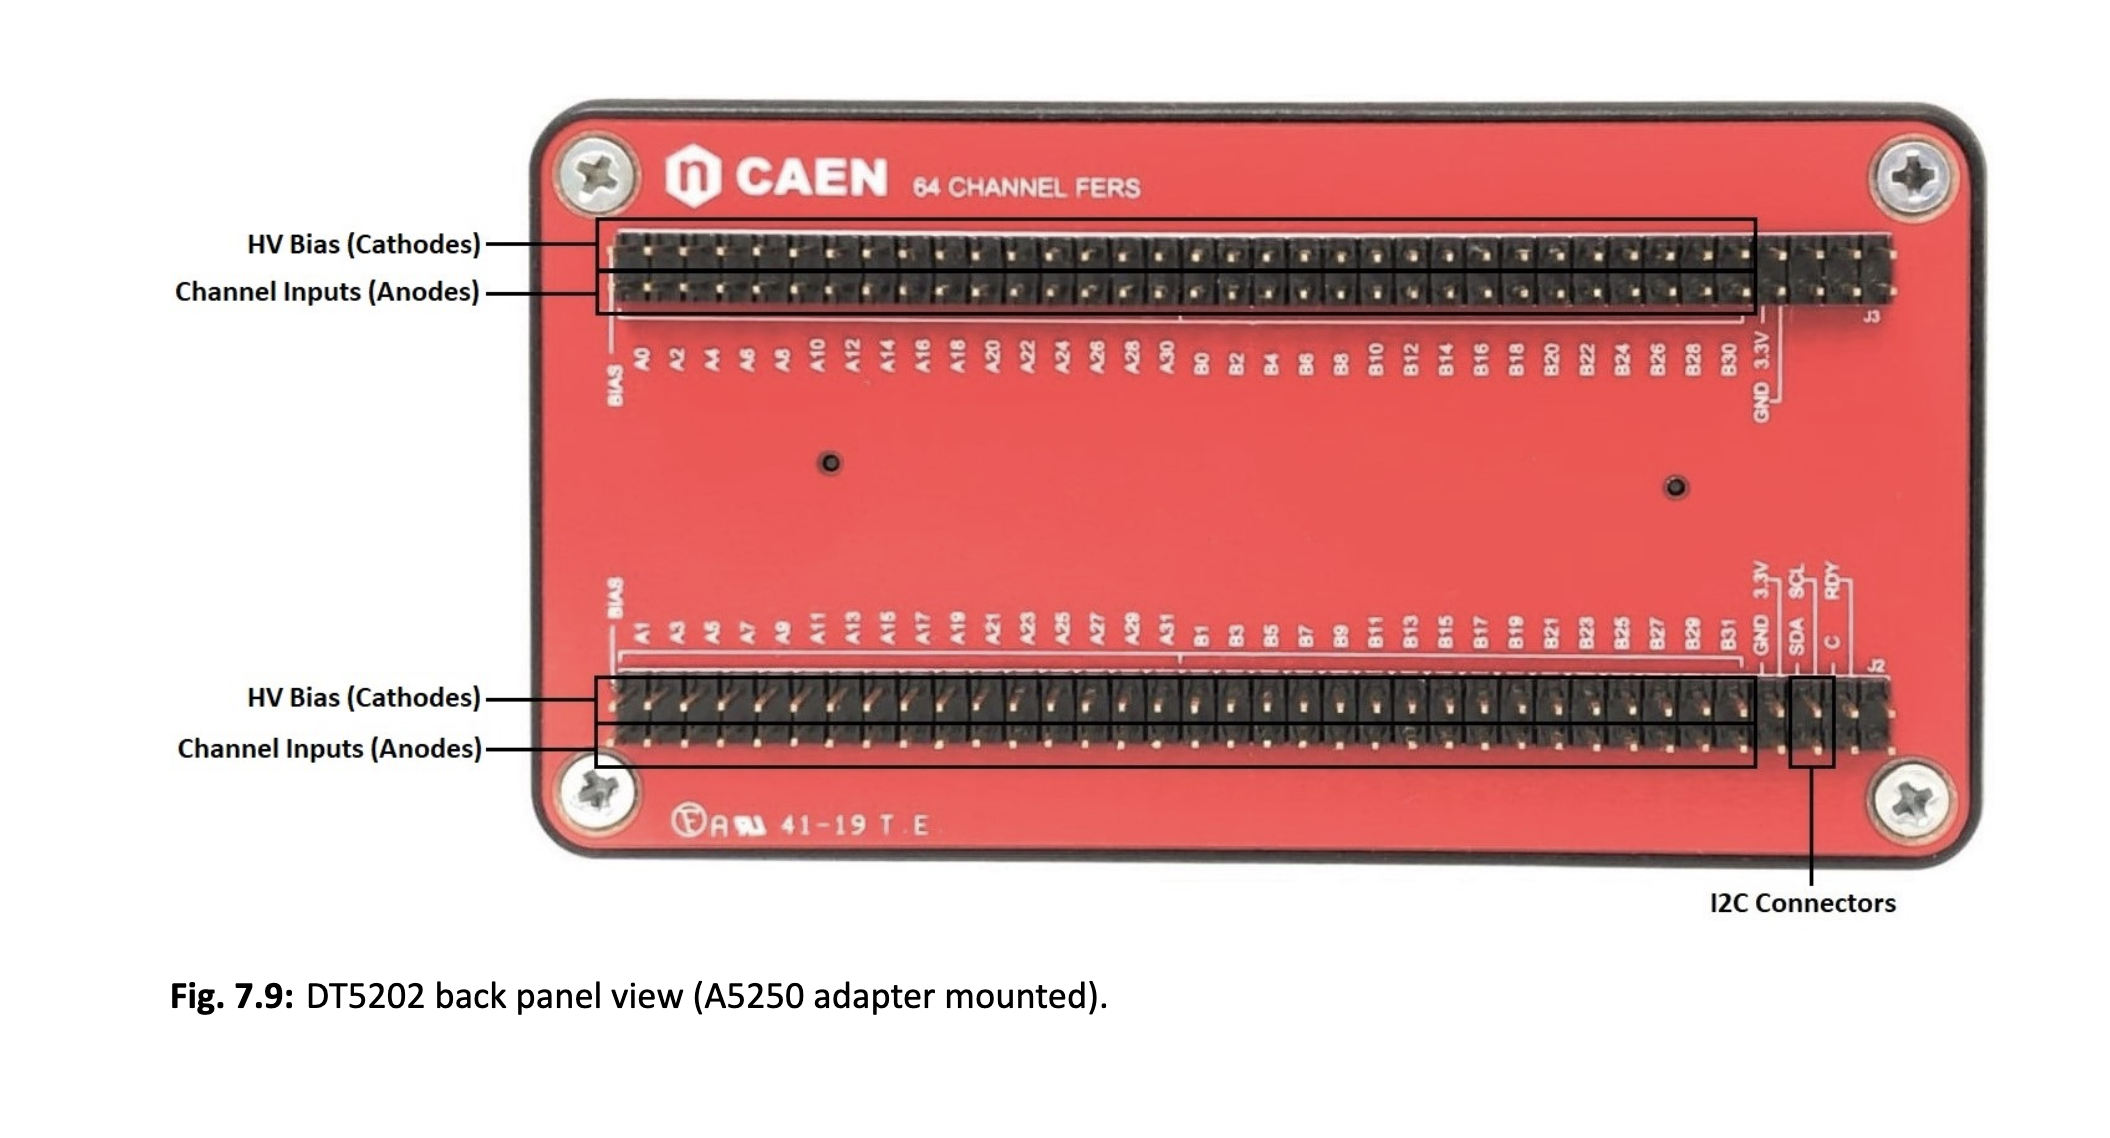 CAEN 64 CHANNEL FERS
HV Bias (Cathodes)
Channel Inputs (Anodes)
J3
BIAS A0 A2 A4 A6 A8 A10 A12 A14 A16 A18 A20 A22 A24 A26 A28 A30 B0 B2 B4 B6 B8 B10 B12 B14 B16 B18 B20 B22 B24 B26 B28 B30 GND 3.3V
BIAS A1 A3 A5 A7 A9 A11 A13 A15 A17 A19 A21 A23 A25 A27 A29 A31 B1 B3 B5 B7 B9 B11 B13 B15 B17 B19 B21 B23 B25 B27 B29 B31 GND 3.3V SDA SCL C RDY
J2
HV Bias (Cathodes)
Channel Inputs (Anodes)
41-19 T.E.
I2C Connectors
Fig. 7.9: DT5202 back panel view (A5250 adapter mounted).